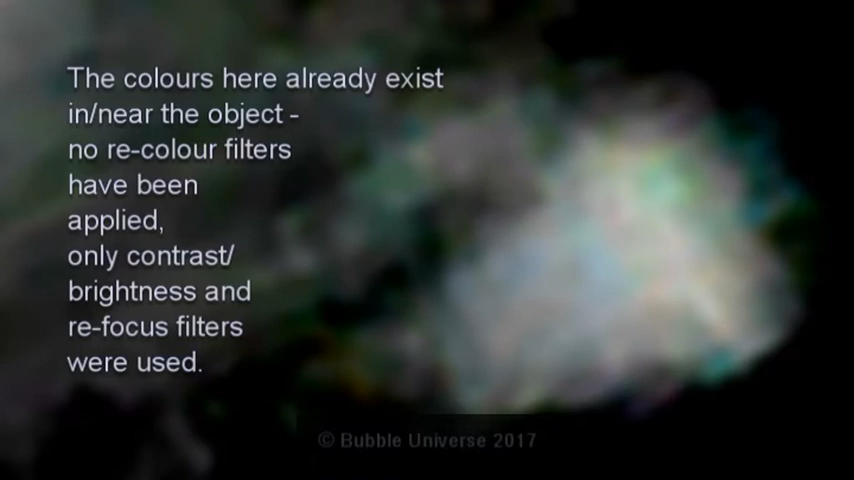 The colours here already exist
in/near the object -
no re-colour filters
have been
applied,
only contrast/
brightness and
re-focus filters
were used.
© Bubble Universe 2017